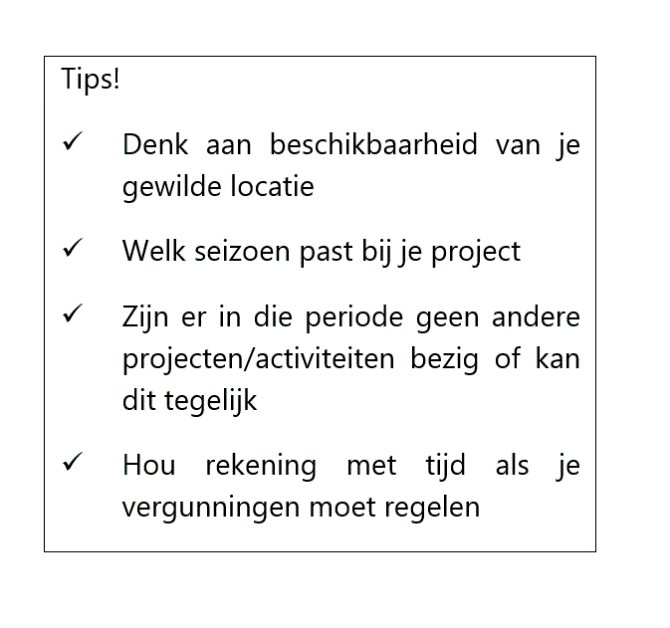 Tips!
✓ Denk aan beschikbaarheid van je
gewilde locatie
✓ Welk seizoen past bij je project
✓ Zijn er in die periode geen andere
projecten/activiteiten bezig of kan
dit tegelijk
✓ Hou rekening met tijd als je
vergunningen moet regelen